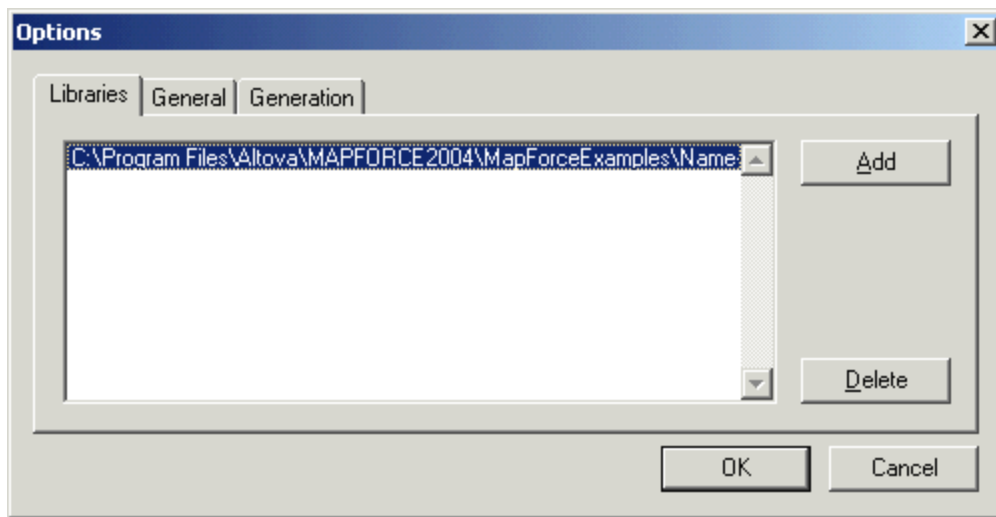 Options
Libraries
General
Generation
C:\Program Files\Altova\MAPFORCE2004\MapForceExamples\Name
Add
Delete
OK
Cancel